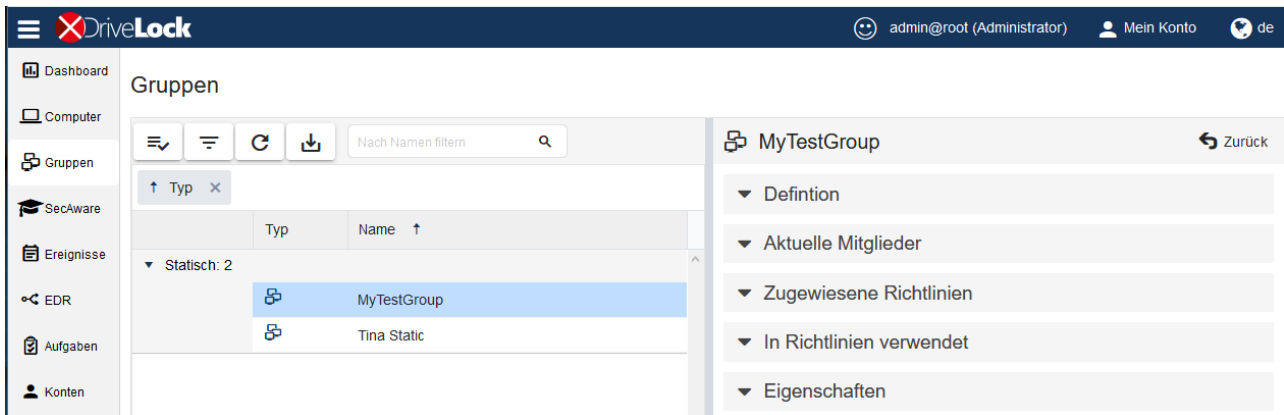 DriveLock
admin@root (Administrator)
Mein Konto
de
Dashboard
Computer
Gruppen
SecAware
Ereignisse
EDR
Aufgaben
Konten
Gruppen
Nach Namen filtern
↑ Typ ×
Typ
Name ↑
Statisch: 2
MyTestGroup
Tina Static
MyTestGroup
Zurück
Defintion
Aktuelle Mitglieder
Zugewiesene Richtlinien
In Richtlinien verwendet
Eigenschaften